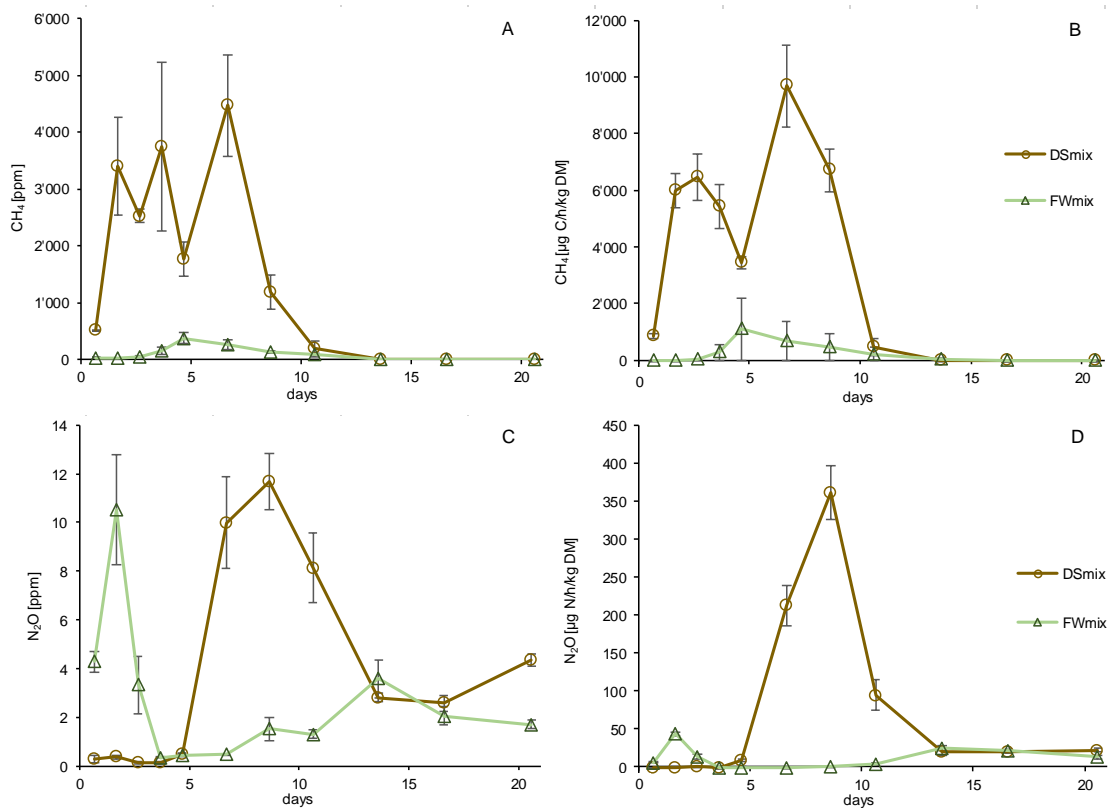 A
6'000
5'000
4'000
3'000
2'000
1'000
0
CH₄ [ppm]
0 5 10 15 20
days
B
12'000
10'000
8'000
6'000
4'000
2'000
0
CH₄ [µg C/h/kg DM]
0 5 10 15 20
days
DSmix
FWmix
C
14
12
10
8
6
4
2
0
N₂O [ppm]
0 5 10 15 20
days
D
450
400
350
300
250
200
150
100
50
0
N₂O [µg N/h/kg DM]
0 5 10 15 20
days
DSmix
FWmix